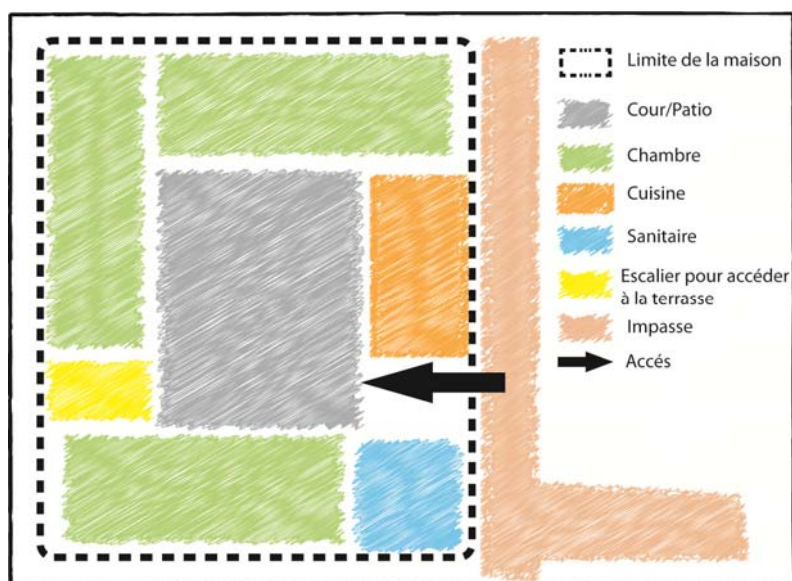 Limite de la maison
Cour/Patio
Chambre
Cuisine
Sanitaire
Escalier pour accéder
à la terrasse
Impasse
Accés